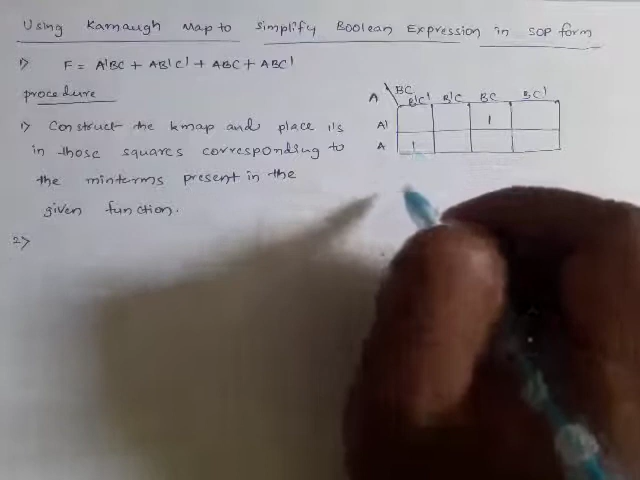 Using Karnaugh Map to simplify Boolean Expression in SOP form
1) F = A'BC + AB'C' + ABC + ABC'
procedure
1) Construct the kmap and place 1's
in those squares corresponding to
the minterms present in the
given function.
2)
A BC
B'C' B'C BC BC'
A' 1
A 1